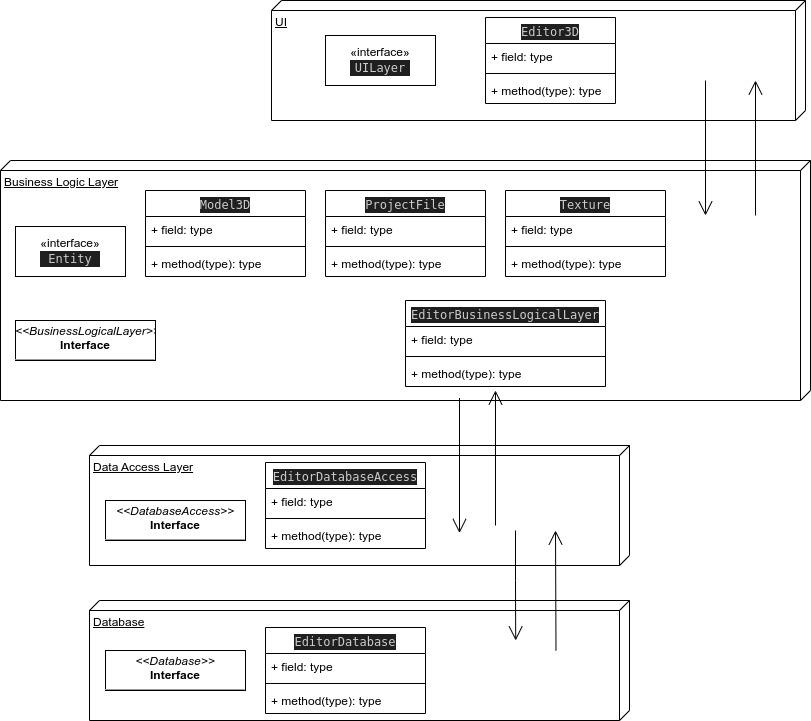 UI
«interface»
UILayer
Editor3D
+ field: type
+ method(type): type
Business Logic Layer
«interface»
Entity
Model3D
+ field: type
+ method(type): type
ProjectFile
+ field: type
+ method(type): type
Texture
+ field: type
+ method(type): type
<<BusinessLogicalLayer>>
Interface
EditorBusinessLogicalLayer
+ field: type
+ method(type): type
Data Access Layer
<<DatabaseAccess>>
Interface
EditorDatabaseAccess
+ field: type
+ method(type): type
Database
<<Database>>
Interface
EditorDatabase
+ field: type
+ method(type): type